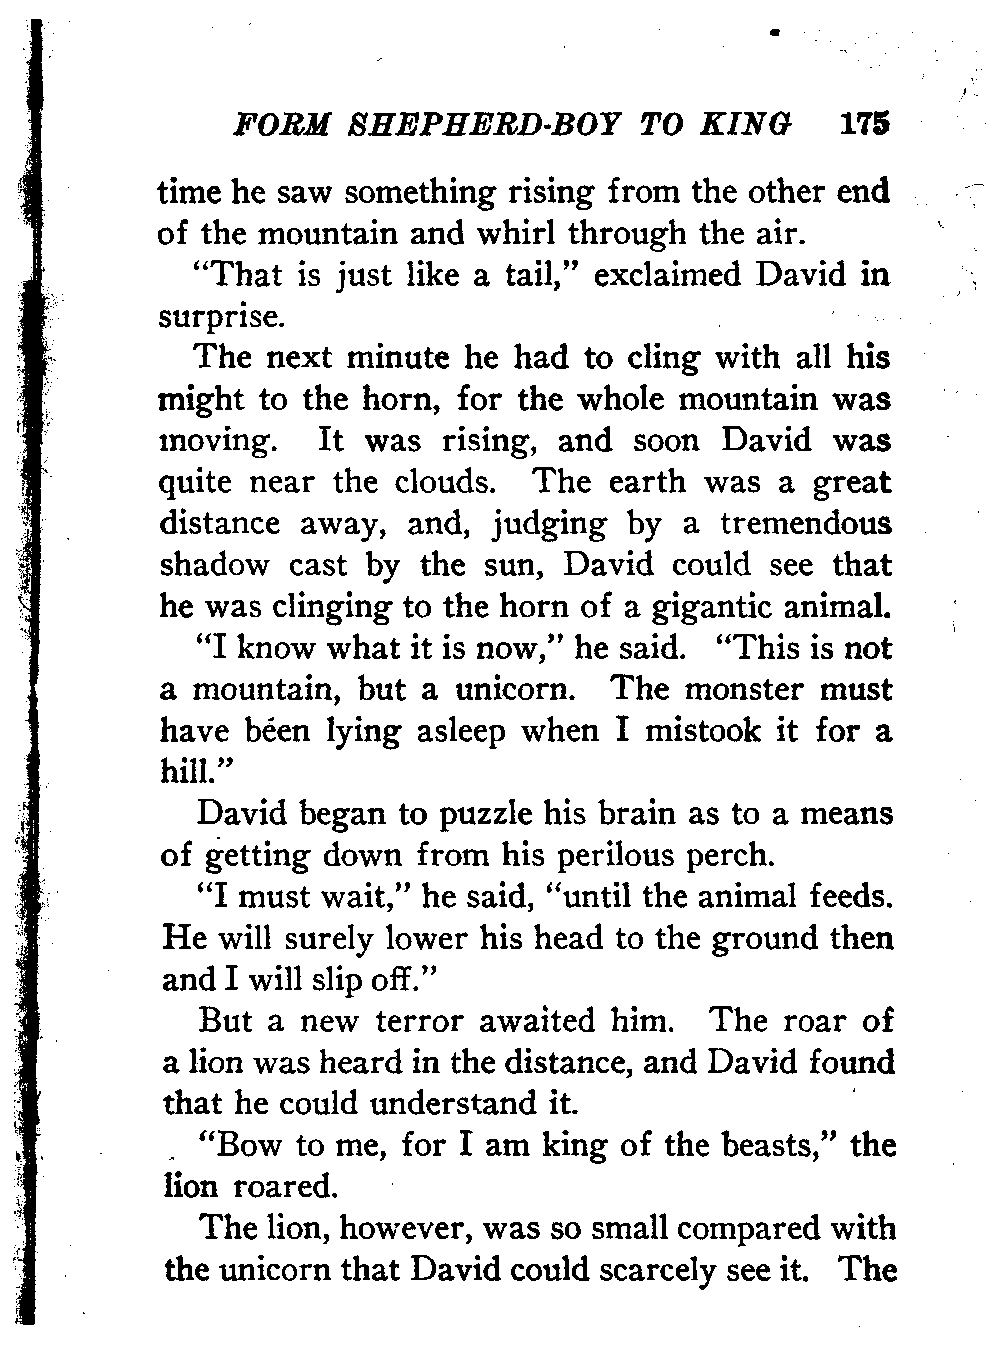 FORM SHEPHERD-BOY TO KING 175
time he saw something rising from the other end
of the mountain and whirl through the air.
"That is just like a tail," exclaimed David in
surprise.
The next minute he had to cling with all his
might to the horn, for the whole mountain was
moving. It was rising, and soon David was
quite near the clouds. The earth was a great
distance away, and, judging by a tremendous
shadow cast by the sun, David could see that
he was clinging to the horn of a gigantic animal.
"I know what it is now," he said. "This is not
a mountain, but a unicorn. The monster must
have béen lying asleep when I mistook it for a
hill."
David began to puzzle his brain as to a means
of getting down from his perilous perch.
"I must wait," he said, "until the animal feeds.
He will surely lower his head to the ground then
and I will slip off."
But a new terror awaited him. The roar of
a lion was heard in the distance, and David found
that he could understand it.
"Bow to me, for I am king of the beasts," the
lion roared.
The lion, however, was so small compared with
the unicorn that David could scarcely see it. The